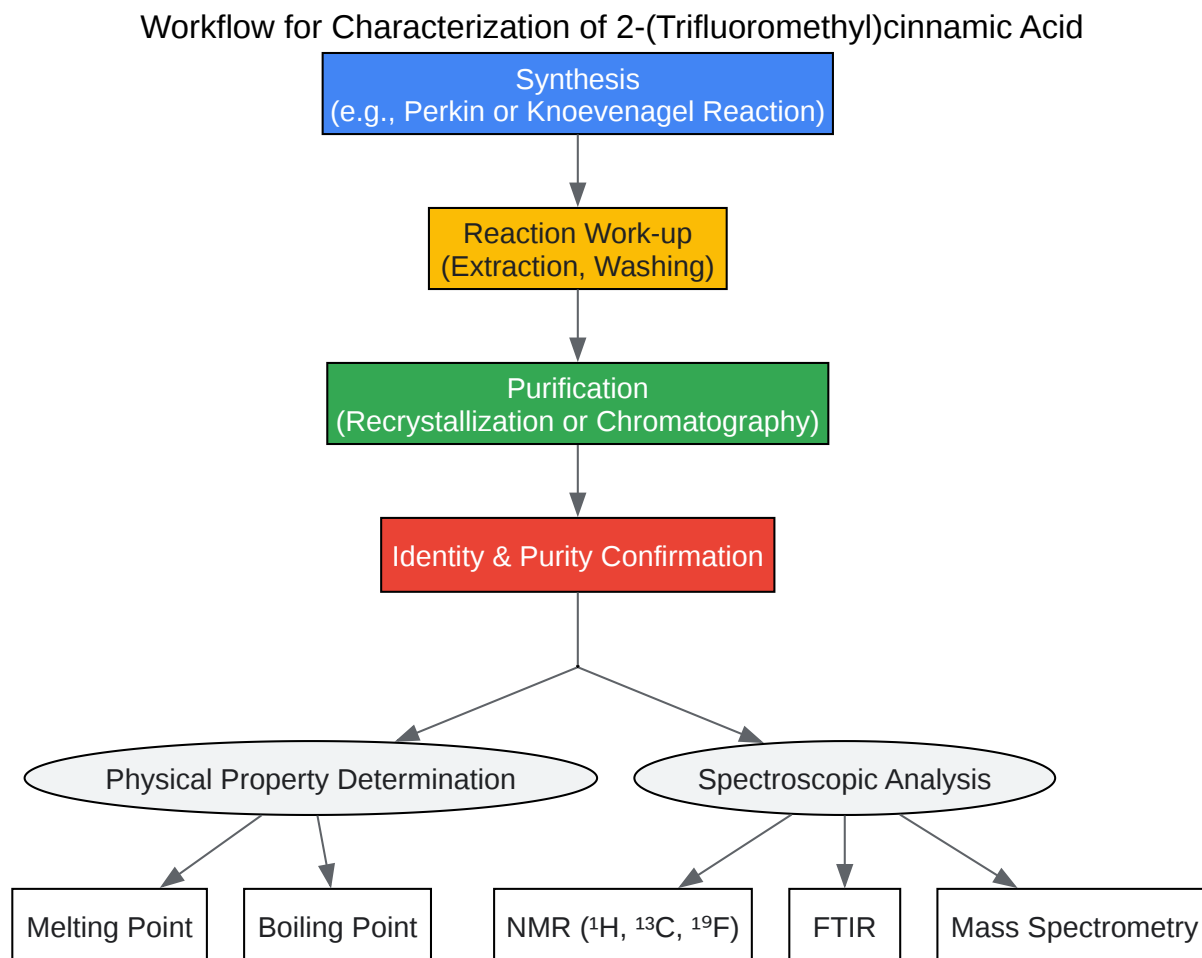 Workflow for Characterization of 2-(Trifluoromethyl)cinnamic Acid
Synthesis
(e.g., Perkin or Knoevenagel Reaction)
Reaction Work-up
(Extraction, Washing)
Purification
(Recrystallization or Chromatography)
Identity & Purity Confirmation
Physical Property Determination
Spectroscopic Analysis
Melting Point
Boiling Point
NMR (¹H, ¹³C, ¹⁹F)
FTIR
Mass Spectrometry